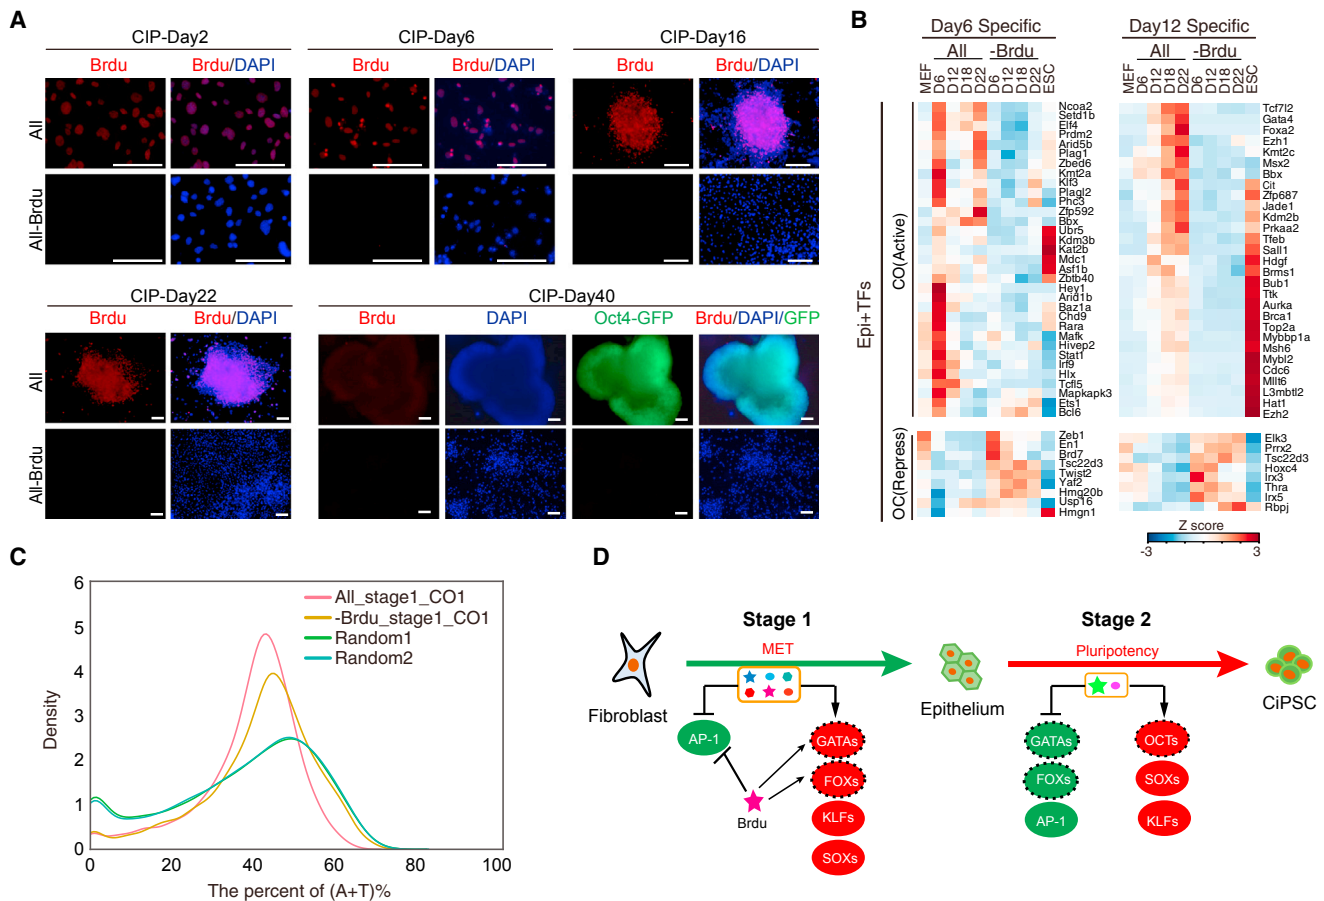 A
CIP-Day2
CIP-Day6
CIP-Day16
Brdu
Brdu/DAPI
Brdu
Brdu/DAPI
Brdu
Brdu/DAPI
All
All-Brdu
CIP-Day22
CIP-Day40
Brdu
Brdu/DAPI
Brdu
DAPI
Oct4-GFP
Brdu/DAPI/GFP
All
All-Brdu
B
Day6 Specific
Day12 Specific
All
-Brdu
All
-Brdu
MEF
D6
D12
D18
D22
D6
D12
D18
D22
ESC
MEF
D6
D12
D18
D22
D6
D12
D18
D22
ESC
Epi+TFs
CO(Active)
Ncoa2
Setd1b
Elf4
Prdm2
Arid5b
Plag1
Zbed6
Kmt2a
Klf3
Plagl2
Phc3
Zfp592
Bbx
Ubr5
Kdm3b
Kat2b
Mdc1
Asf1b
Zbtb40
Hey1
Arid1b
Baz1a
Chd9
Rara
Mafk
Hivep2
Stat1
Irf9
Hlx
Tcfl5
Mapkapk3
Ets1
Bcl6
Tcf7l2
Gata4
Foxa2
Ezh1
Kmt2c
Msx2
Bbx
Cit
Zfp687
Jade1
Kdm2b
Prkaa2
Tfeb
Sall1
Hdgf
Brms1
Bub1
Ttk
Aurka
Brca1
Top2a
Mybbp1a
Msh6
Mybl2
Cdc6
Mllt6
L3mbtl2
Hat1
Ezh2
OC(Repress)
Zeb1
En1
Brd7
Tsc22d3
Twist2
Yaf2
Hmg20b
Usp16
Hmgn1
Elk3
Prrx2
Tsc22d3
Hoxc4
Irx3
Thra
Irx5
Rbpj
Z score
-3
3
C
6
5
4
3
2
1
0
Density
All_stage1_CO1
-Brdu_stage1_CO1
Random1
Random2
0
20
40
60
80
100
The percent of (A+T)%
D
Stage 1
Stage 2
MET
Pluripotency
Fibroblast
Epithelium
CiPSC
AP-1
GATAs
FOXs
KLFs
SOXs
Brdu
GATAs
FOXs
AP-1
OCTs
SOXs
KLFs